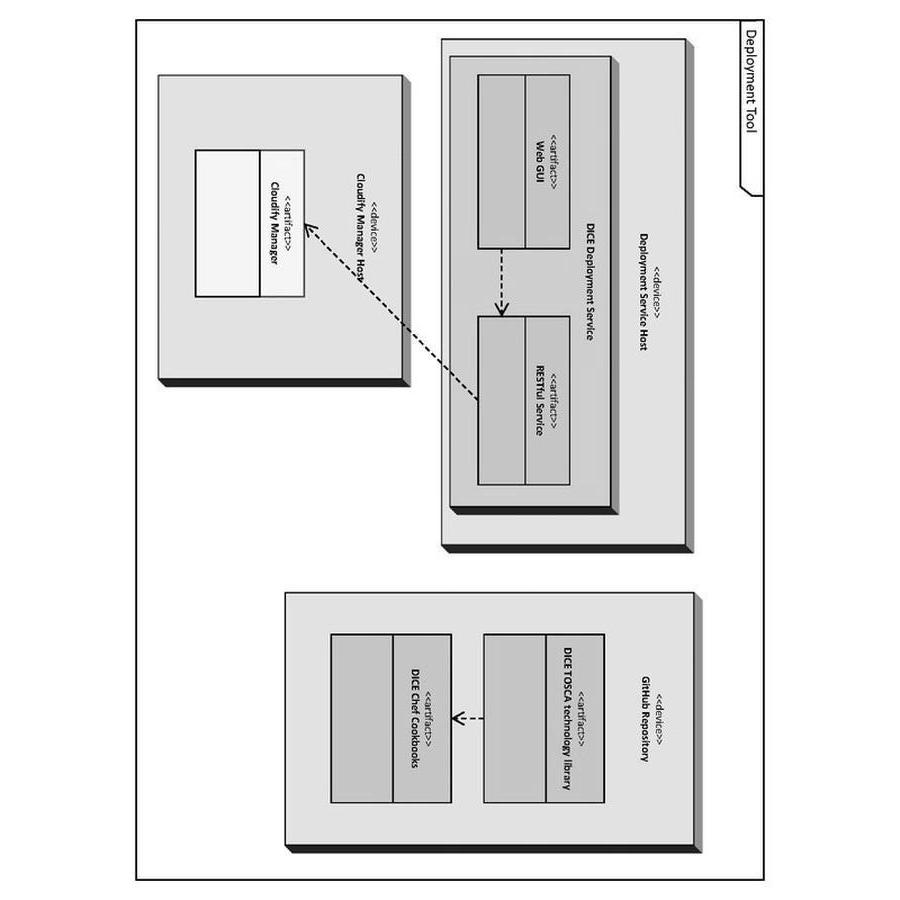 Deployment Tool
<<device>>
Deployment Service Host
DICE Deployment Service
<<artifact>>
Web GUI
<<artifact>>
RESTful Service
<<device>>
Cloudify Manager Host
<<artifact>>
Cloudify Manager
<<device>>
GitHub Repository
<<artifact>>
DICE TOSCA technology library
<<artifact>>
DICE Chef Cookbooks